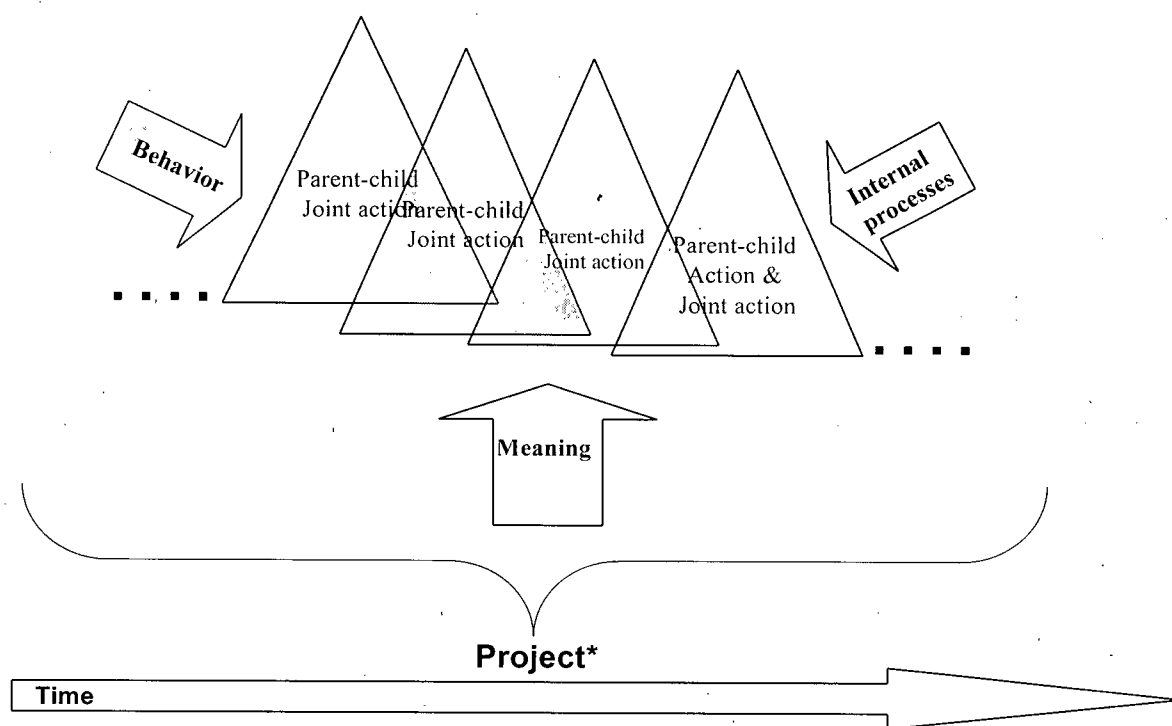 Behavior
Parent-child
Joint action
Parent-child
Joint action
Parent-child
Joint action
Parent-child
Action &
Joint action
Internal
processes
Meaning
Project*
Time